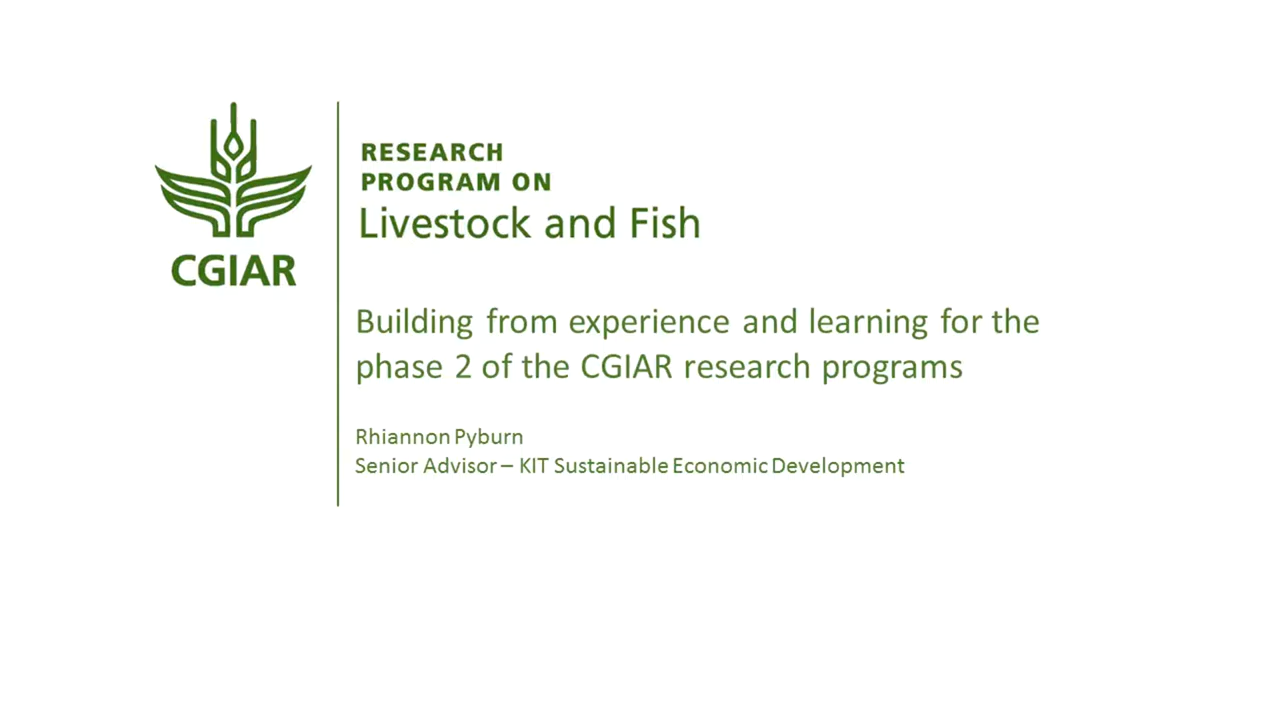 CGIAR
RESEARCH
PROGRAM ON
Livestock and Fish
Building from experience and learning for the
phase 2 of the CGIAR research programs
Rhiannon Pyburn
Senior Advisor – KIT Sustainable Economic Development